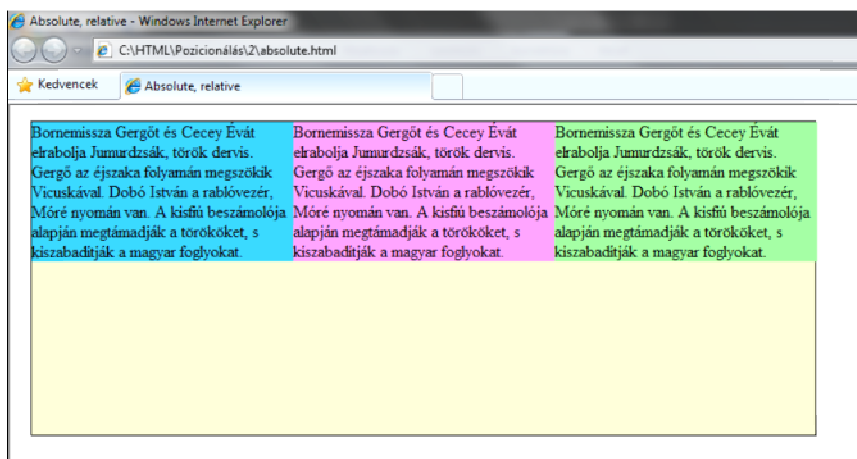 Absolute, relative - Windows Internet Explorer
C:\HTML\Pozicionálás\2\absolute.html
Kedvencek
Absolute, relative
Bornemissza Gergőt és Cecey Évát
elrabolja Jumurdzsák, török dervis.
Gergő az éjszaka folyamán megszökik
Vicuskával. Dobó István a rablóvezér,
Móré nyomán van. A kisfiú beszámolója
alapján megtámadják a törököket, s
kiszabadítják a magyar foglyokat.
Bornemissza Gergőt és Cecey Évát
elrabolja Jumurdzsák, török dervis.
Gergő az éjszaka folyamán megszökik
Vicuskával. Dobó István a rablóvezér,
Móré nyomán van. A kisfiú beszámolója
alapján megtámadják a törököket, s
kiszabadítják a magyar foglyokat.
Bornemissza Gergőt és Cecey Évát
elrabolja Jumurdzsák, török dervis.
Gergő az éjszaka folyamán megszökik
Vicuskával. Dobó István a rablóvezér,
Móré nyomán van. A kisfiú beszámolója
alapján megtámadják a törököket, s
kiszabadítják a magyar foglyokat.